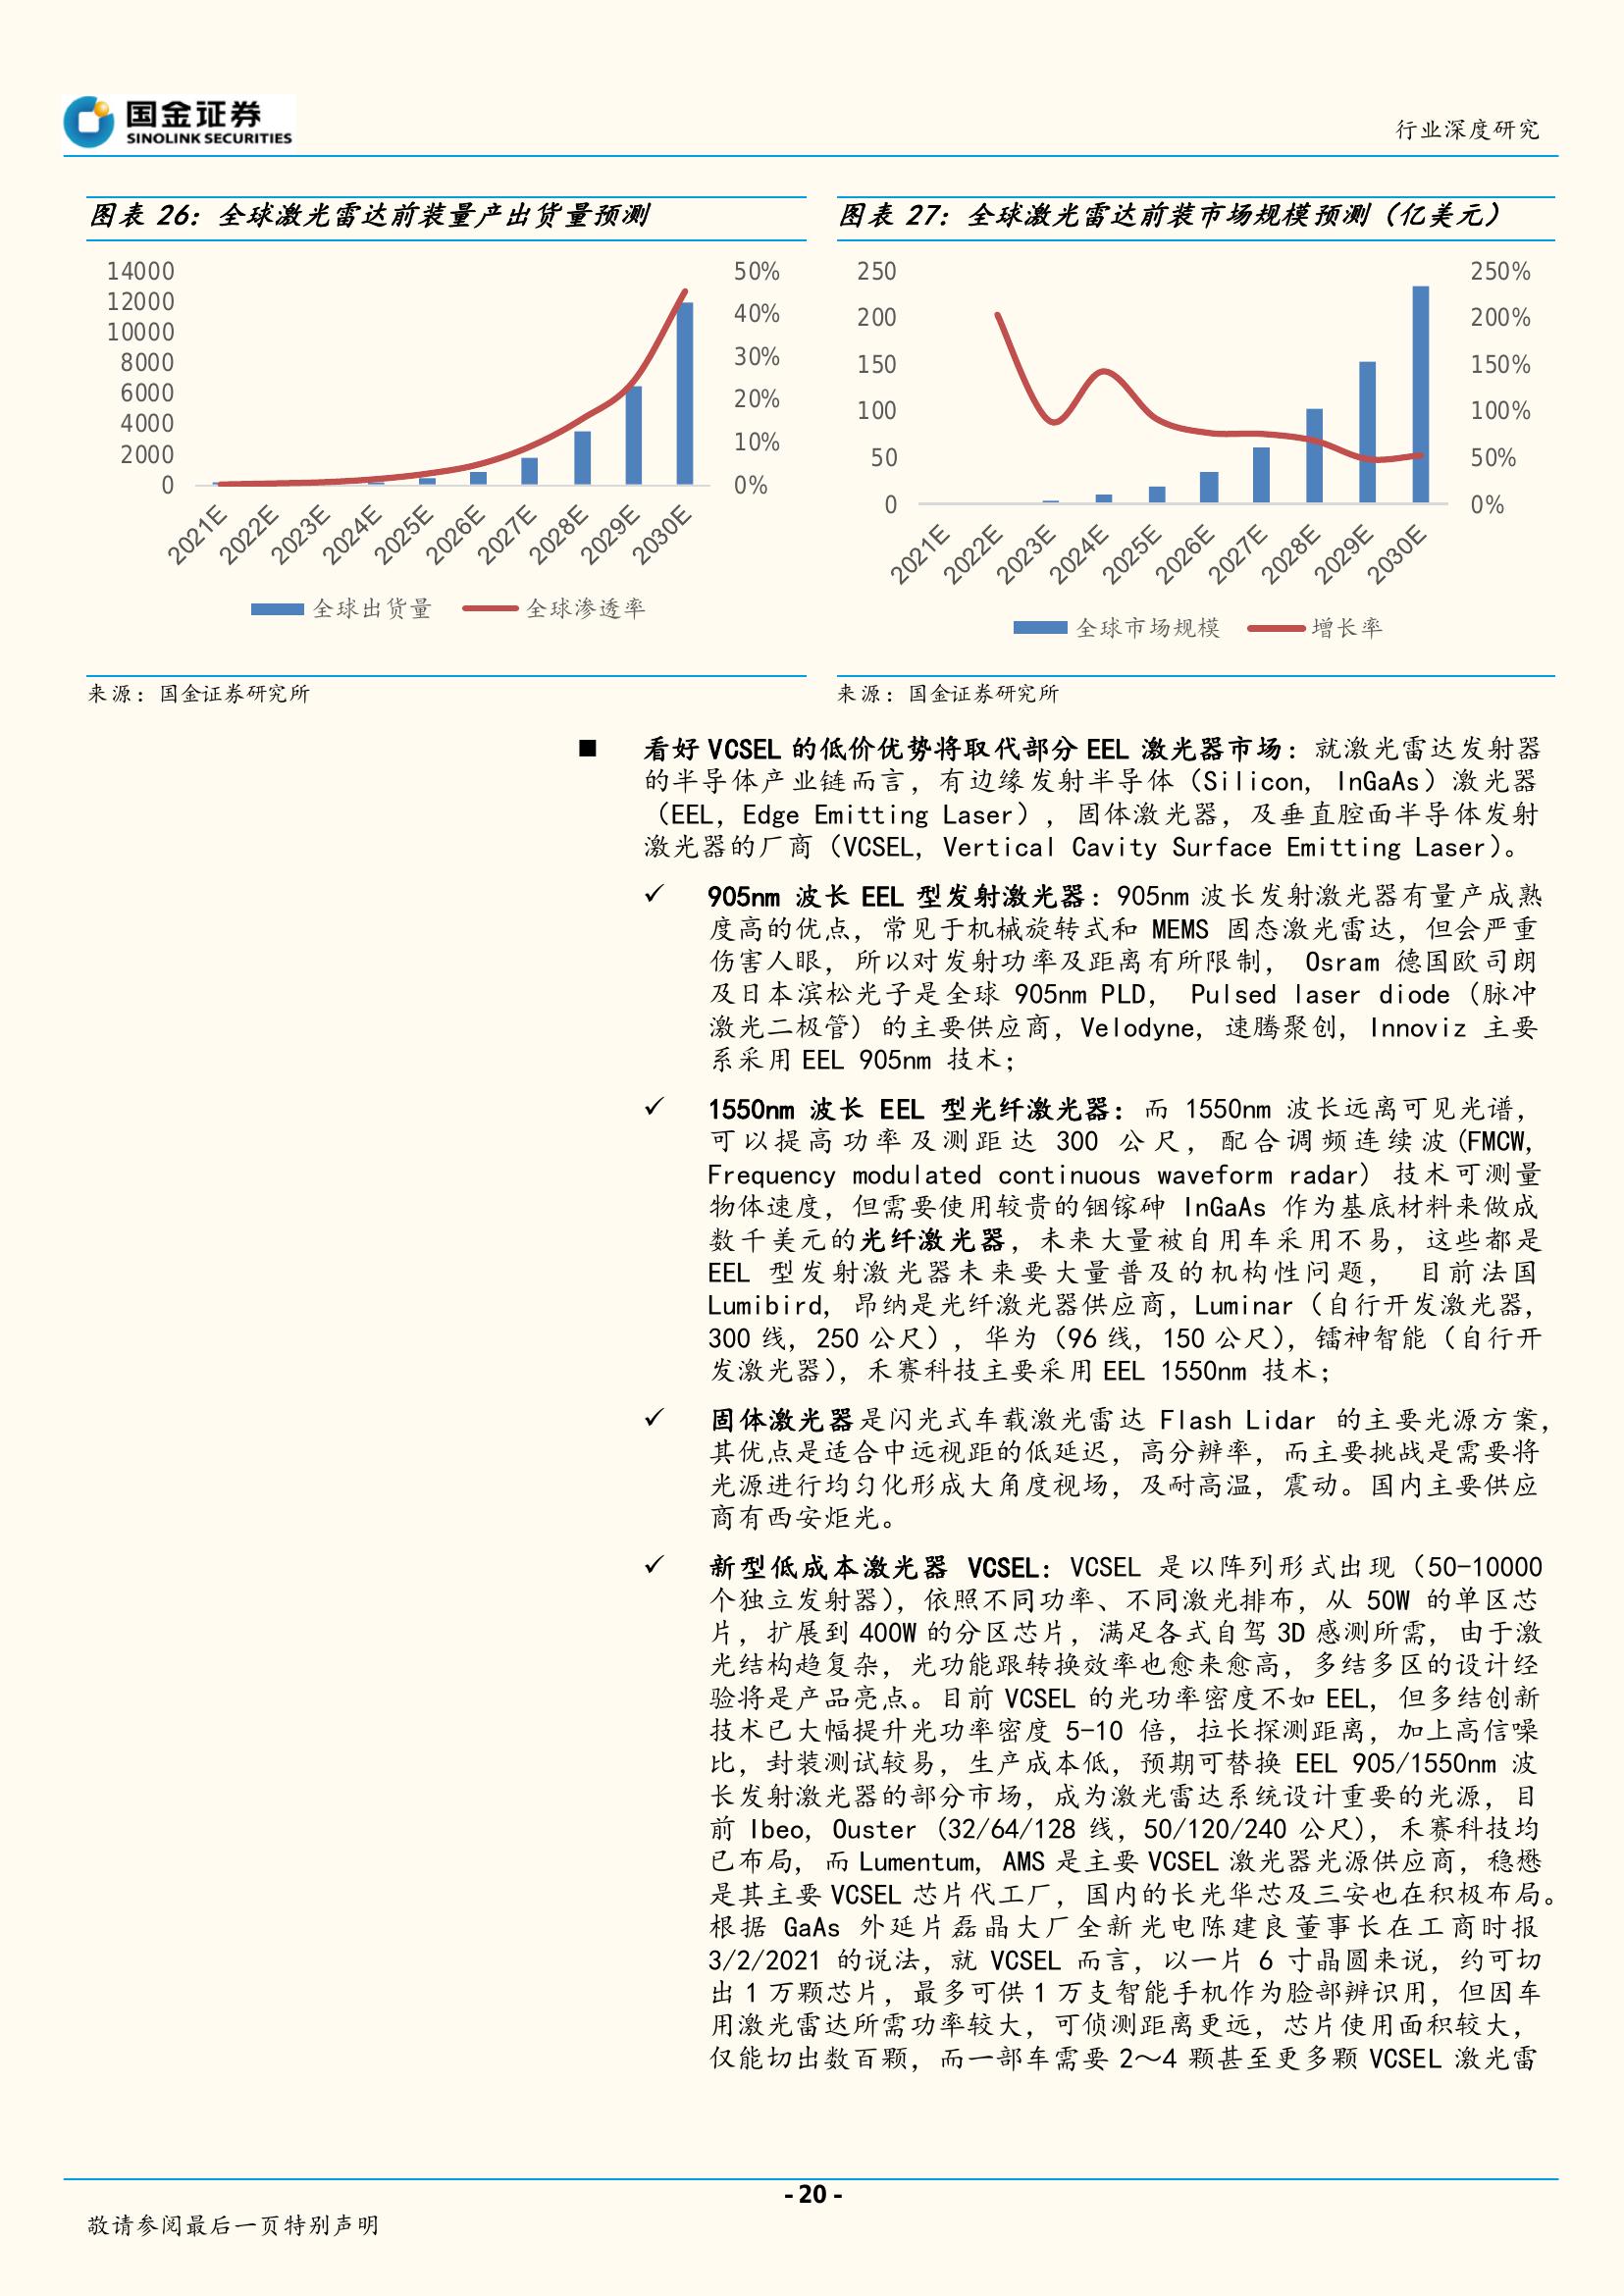 国金证券
SINOLINK SECURITIES
行业深度研究
图表 26：全球激光雷达前装量产出货量预测
14000
12000
10000
8000
6000
4000
2000
0
50%
40%
30%
20%
10%
0%
2021E
2022E
2023E
2024E
2025E
2026E
2027E
2028E
2029E
2030E
全球出货量
全球渗透率
来源：国金证券研究所
图表 27：全球激光雷达前装市场规模预测（亿美元）
250
200
150
100
50
0
250%
200%
150%
100%
50%
0%
2021E
2022E
2023E
2024E
2025E
2026E
2027E
2028E
2029E
2030E
全球市场规模
增长率
来源：国金证券研究所
■ 看好 VCSEL 的低价优势将取代部分 EEL 激光器市场：就激光雷达发射器
的半导体产业链而言，有边缘发射半导体（Silicon, InGaAs）激光器
（EEL, Edge Emitting Laser），固体激光器，及垂直腔面半导体发射
激光器的厂商（VCSEL, Vertical Cavity Surface Emitting Laser）。
✓ 905nm 波长 EEL 型发射激光器：905nm 波长发射激光器有量产成熟
度高的优点，常见于机械旋转式和 MEMS 固态激光雷达，但会严重
伤害人眼，所以对发射功率及距离有所限制， Osram 德国欧司朗
及日本滨松光子是全球 905nm PLD， Pulsed laser diode (脉冲
激光二极管) 的主要供应商，Velodyne, 速腾聚创, Innoviz 主要
系采用 EEL 905nm 技术；
✓ 1550nm 波长 EEL 型光纤激光器：而 1550nm 波长远离可见光谱，
可以提高功率及测距达 300 公尺，配合调频连续波(FMCW,
Frequency modulated continuous waveform radar) 技术可测量
物体速度，但需要使用较贵的铟镓砷 InGaAs 作为基底材料来做成
数千美元的光纤激光器，未来大量被自用车采用不易，这些都是
EEL 型发射激光器未来要大量普及的机构性问题， 目前法国
Lumibird, 昂纳是光纤激光器供应商，Luminar（自行开发激光器，
300 线，250 公尺），华为（96 线，150 公尺），镭神智能（自行开
发激光器），禾赛科技主要采用 EEL 1550nm 技术；
✓ 固体激光器是闪光式车载激光雷达 Flash Lidar 的主要光源方案，
其优点是适合中远视距的低延迟，高分辨率，而主要挑战是需要将
光源进行均匀化形成大角度视场，及耐高温，震动。国内主要供应
商有西安炬光。
✓ 新型低成本激光器 VCSEL：VCSEL 是以阵列形式出现（50-10000
个独立发射器），依照不同功率、不同激光排布，从 50W 的单区芯
片，扩展到 400W 的分区芯片，满足各式自驾 3D 感测所需，由于激
光结构趋复杂，光功能跟转换效率也愈来愈高，多结多区的设计经
验将是产品亮点。目前 VCSEL 的光功率密度不如 EEL，但多结创新
技术已大幅提升光功率密度 5-10 倍，拉长探测距离，加上高信噪
比，封装测试较易，生产成本低，预期可替换 EEL 905/1550nm 波
长发射激光器的部分市场，成为激光雷达系统设计重要的光源，目
前 Ibeo, Ouster (32/64/128 线，50/120/240 公尺)，禾赛科技均
已布局，而 Lumentum, AMS 是主要 VCSEL 激光器光源供应商，稳懋
是其主要 VCSEL 芯片代工厂，国内的长光华芯及三安也在积极布局。
根据 GaAs 外延片磊晶大厂全新光电陈建良董事长在工商时报
3/2/2021 的说法，就 VCSEL 而言，以一片 6 寸晶圆来说，约可切
出 1 万颗芯片，最多可供 1 万支智能手机作为脸部辨识用，但因车
用激光雷达所需功率较大，可侦测距离更远，芯片使用面积较大，
仅能切出数百颗，而一部车需要 2～4 颗甚至更多颗 VCSEL 激光雷
- 20 -
敬请参阅最后一页特别声明